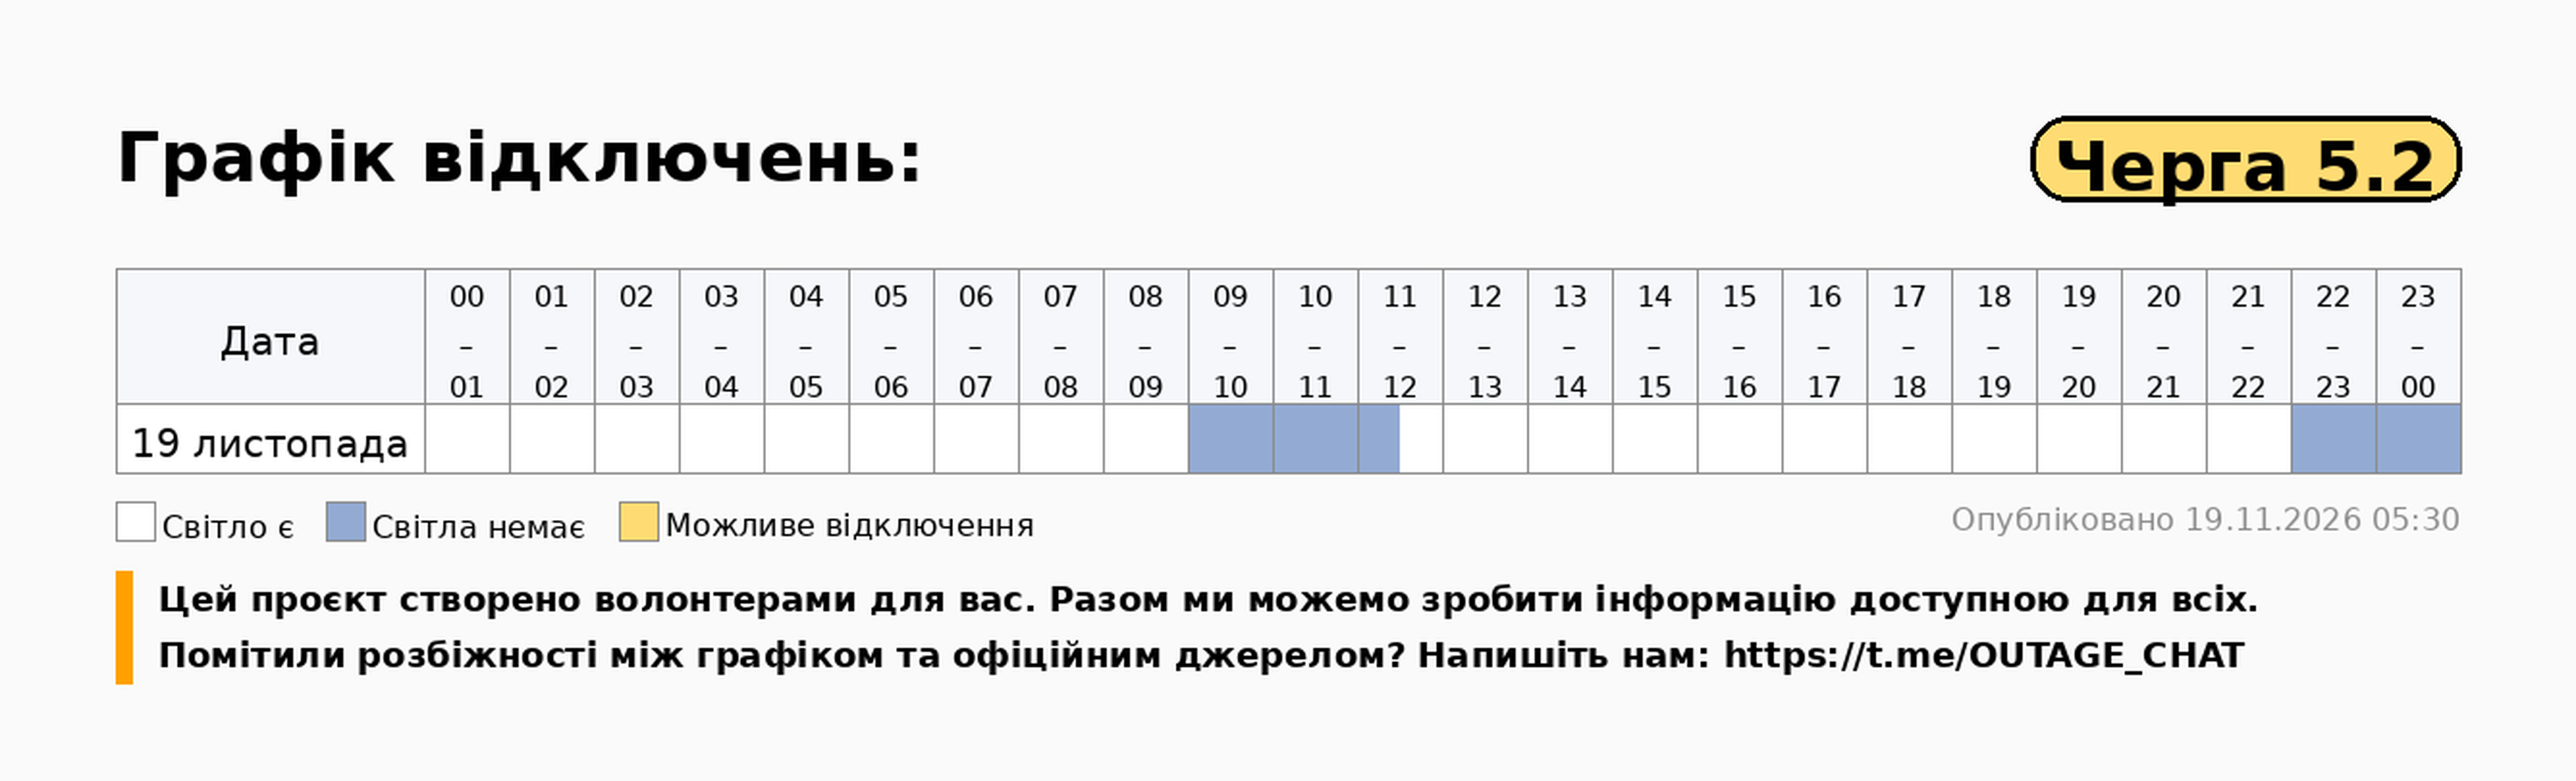 Графік відключень:
Черга 5.2
Дата 00 – 01 01 – 02 02 – 03 03 – 04 04 – 05 05 – 06 06 – 07 07 – 08 08 – 09 09 – 10 10 – 11 11 – 12 12 – 13 13 – 14 14 – 15 15 – 16 16 – 17 17 – 18 18 – 19 19 – 20 20 – 21 21 – 22 22 – 23 23 – 00
19 листопада
Світло є Світла немає Можливе відключення
Опубліковано 19.11.2026 05:30
Цей проєкт створено волонтерами для вас. Разом ми можемо зробити інформацію доступною для всіх.
Помітили розбіжності між графіком та офіційним джерелом? Напишіть нам: https://t.me/OUTAGE_CHAT